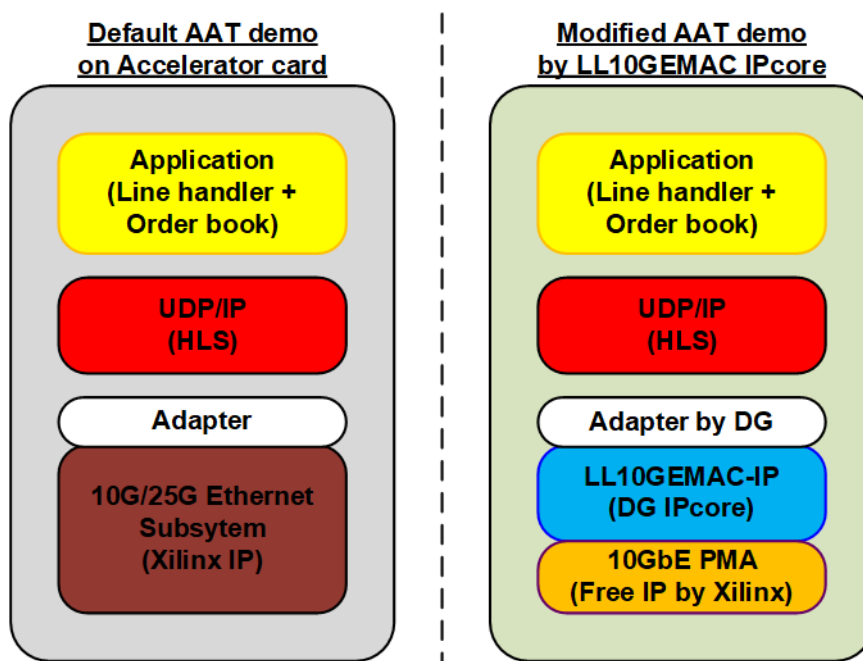 Default AAT demo
on Accelerator card
Application
(Line handler +
Order book)
UDP/IP
(HLS)
Adapter
10G/25G Ethernet
Subsytem
(Xilinx IP)
Modified AAT demo
by LL10GEMAC IPcore
Application
(Line handler +
Order book)
UDP/IP
(HLS)
Adapter by DG
LL10GEMAC-IP
(DG IPcore)
10GbE PMA
(Free IP by Xilinx)